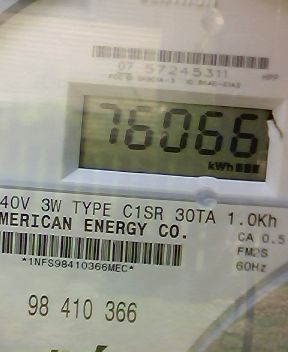 07 57245311
HPP
76066
kWh
40V 3W TYPE C1SR 30TA 1.0Kh
MERICAN ENERGY CO.
CA 0.5
*1NFS98410366MEC*
FM2S
60Hz
98 410 366